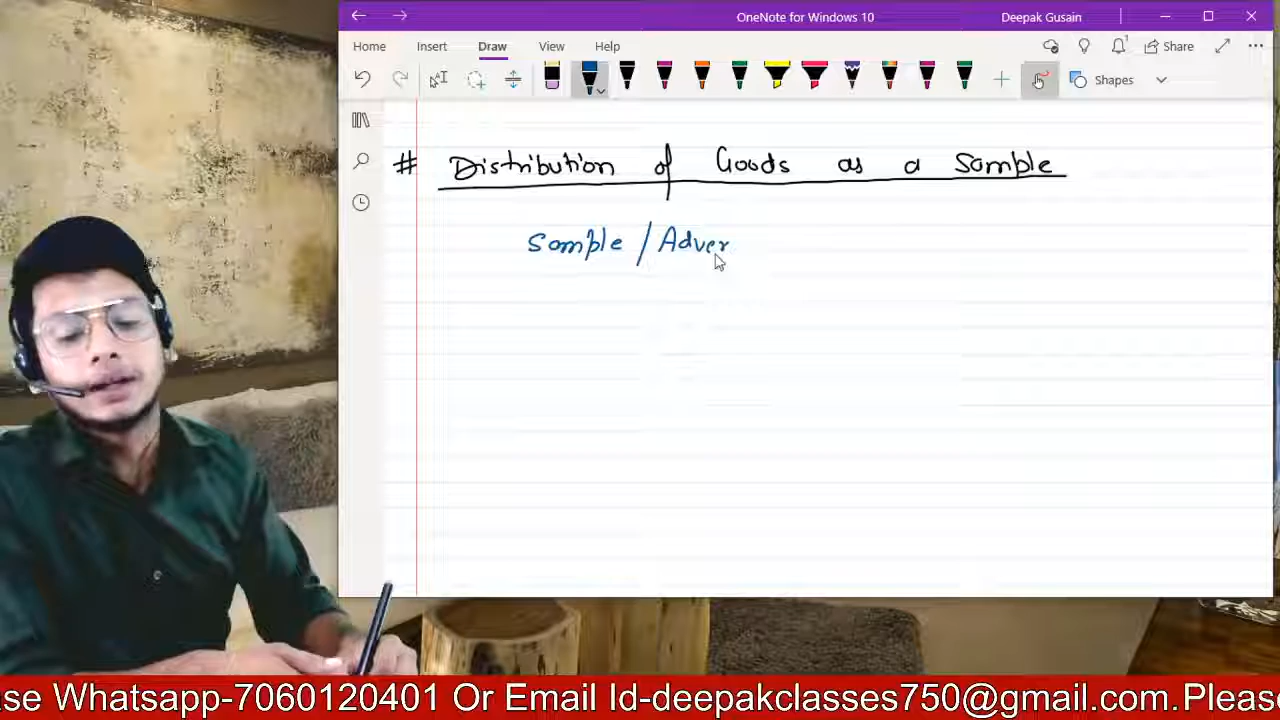 OneNote for Windows 10
Deepak Gusain
Home Insert Draw View Help
Share
Shapes
# Distribution of Goods as a Sample
Sample / Adver
ase Whatsapp-7060120401 Or Email Id-deepakclasses750@gmail.com.Please